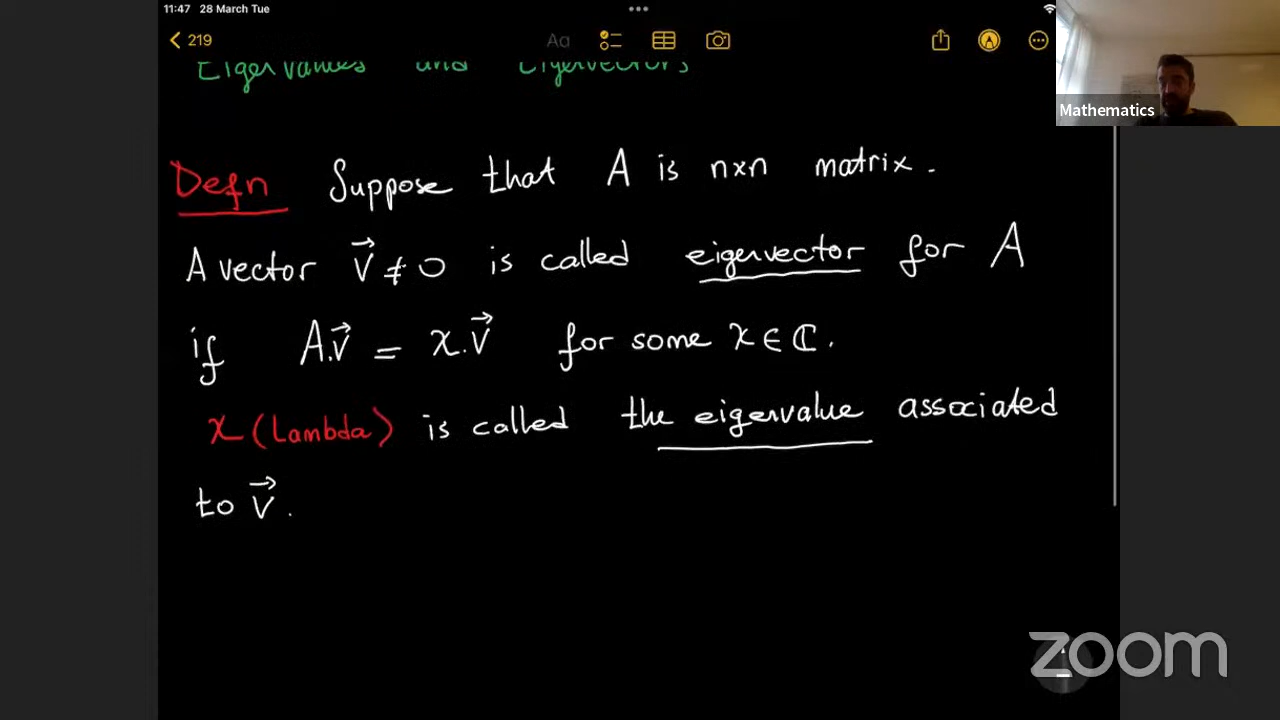 11:47 28 March Tue
219
Aa
Mathematics
Eigenvalues and Eigenvectors
Defn Suppose that A is n×n matrix.
A vector v⃗ ≠ 0 is called eigenvector for A
if A.v⃗ = λ.v⃗ for some λ ∈ ℂ.
λ (Lambda) is called the eigenvalue associated
to v⃗.
zoom